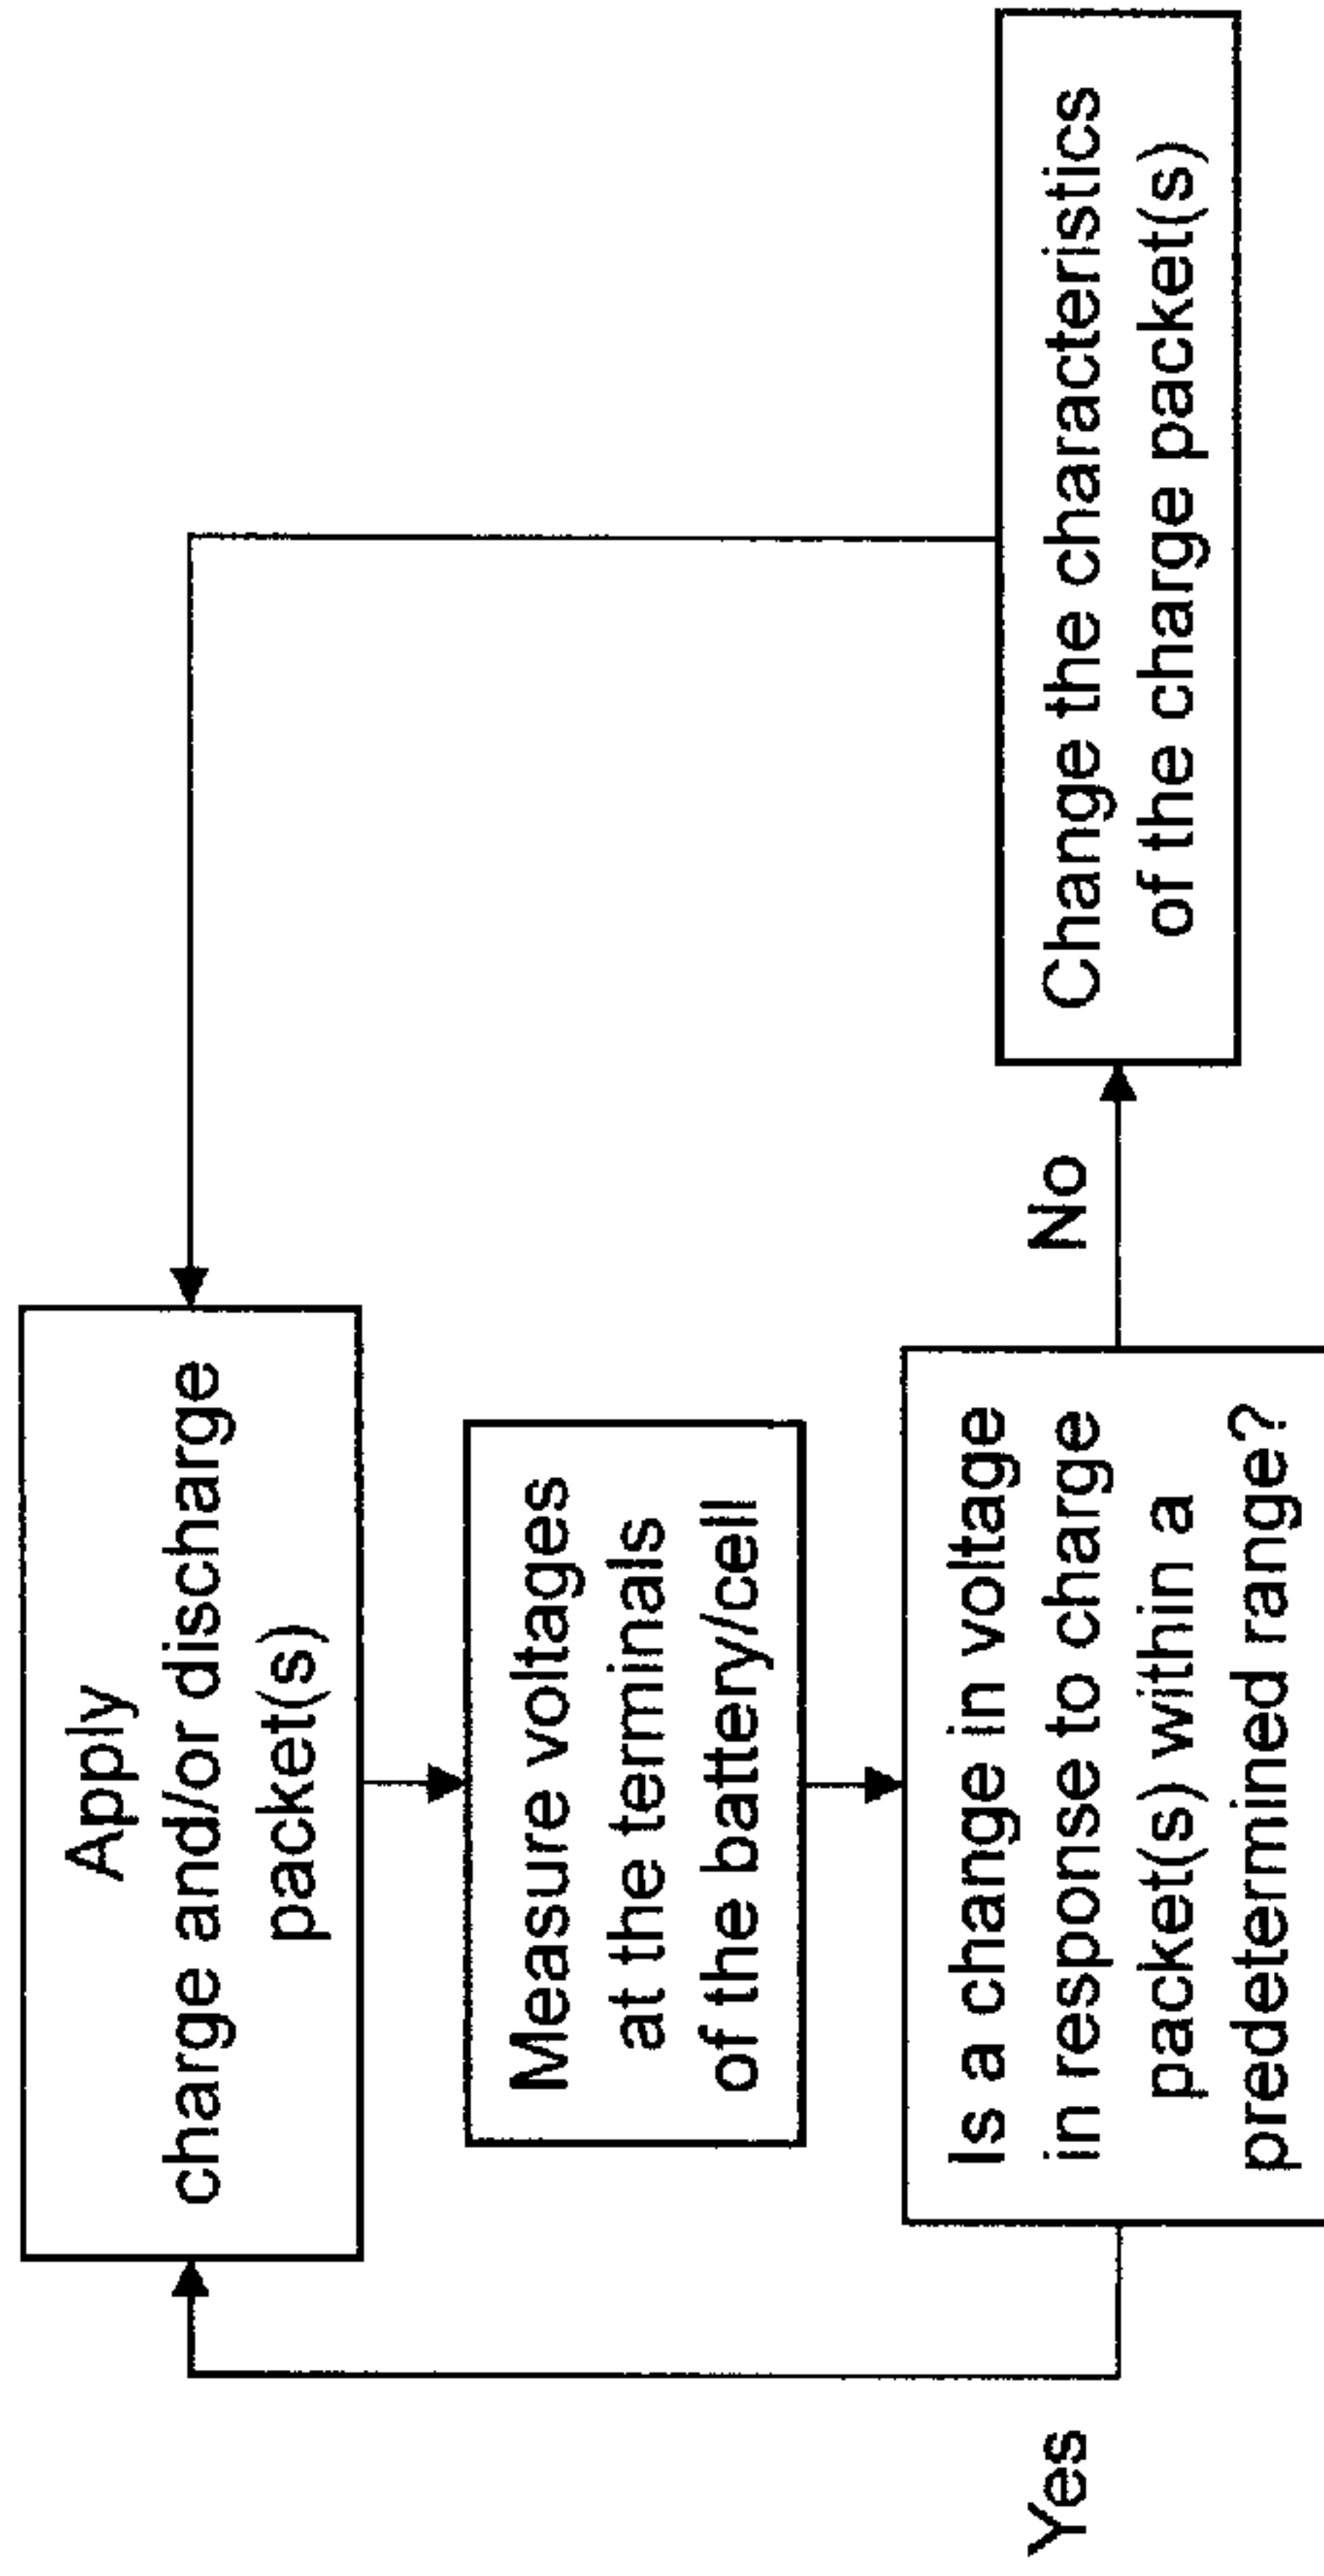 Apply
charge and/or discharge
packet(s)
Measure voltages
at the terminals
of the battery/cell
Is a change in voltage
in response to charge
packet(s) within a
predetermined range?
Yes
No
Change the characteristics
of the charge packet(s)